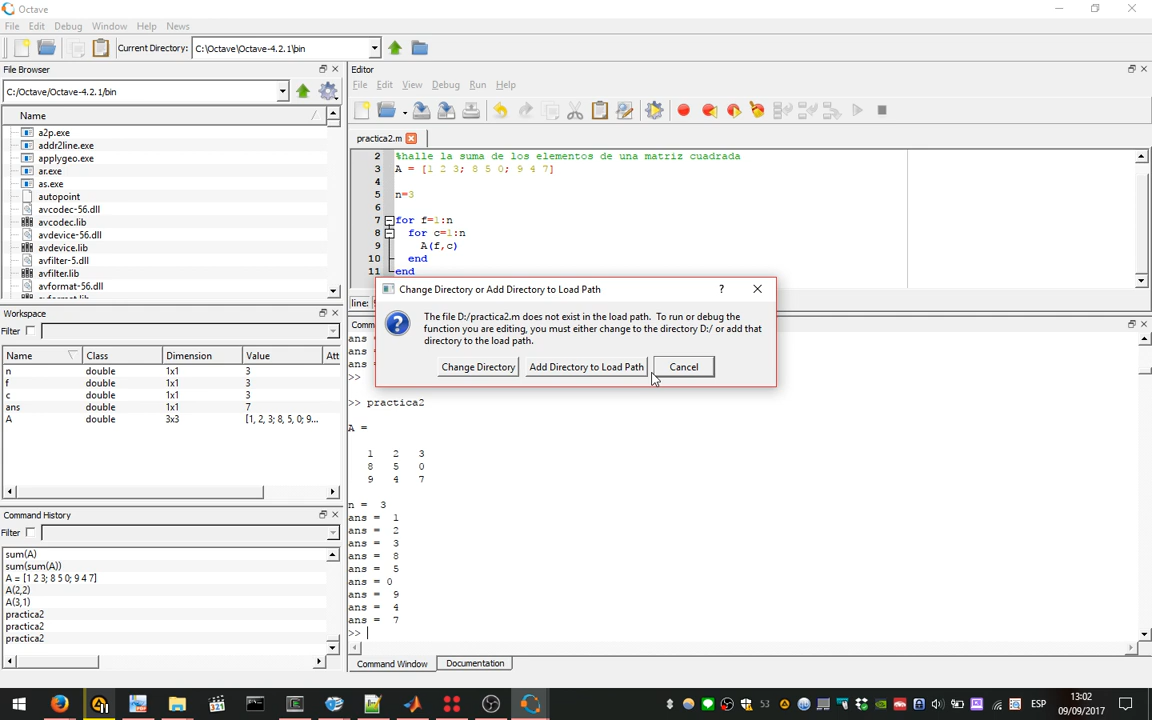 Octave
File Edit Debug Window Help News
Current Directory: C:\Octave\Octave-4.2.1\bin
File Browser
C:/Octave/Octave-4.2.1/bin
Name
a2p.exe
addr2line.exe
applygeo.exe
ar.exe
as.exe
autopoint
avcodec-56.dll
avcodec.lib
avdevice-56.dll
avdevice.lib
avfilter-5.dll
avfilter.lib
avformat-56.dll
Workspace
Filter
Name Class Dimension Value Att
n double 1x1 3
f double 1x1 3
c double 1x1 3
ans double 1x1 7
A double 3x3 [1, 2, 3; 8, 5, 0; 9...
Command History
Filter
sum(A)
sum(sum(A))
A = [1 2 3; 8 5 0; 9 4 7]
A(2,2)
A(3,1)
practica2
practica2
practica2
Editor
File Edit View Debug Run Help
practica2.m
2 %halle la suma de los elementos de una matriz cuadrada
3 A = [1 2 3; 8 5 0; 9 4 7]
4
5 n=3
6
7 for f=1:n
8 for c=1:n
9 A(f,c)
10 end
11 end
line:
Change Directory or Add Directory to Load Path
?
The file D:/practica2.m does not exist in the load path. To run or debug the
function you are editing, you must either change to the directory D:/ or add that
directory to the load path.
Change Directory Add Directory to Load Path Cancel
Comm
ans =
ans =
ans =
>>
>> practica2
A =
1 2 3
8 5 0
9 4 7
n = 3
ans = 1
ans = 2
ans = 3
ans = 8
ans = 5
ans = 0
ans = 9
ans = 4
ans = 7
>>
Command Window Documentation
321
53
ESP
13:02
09/09/2017